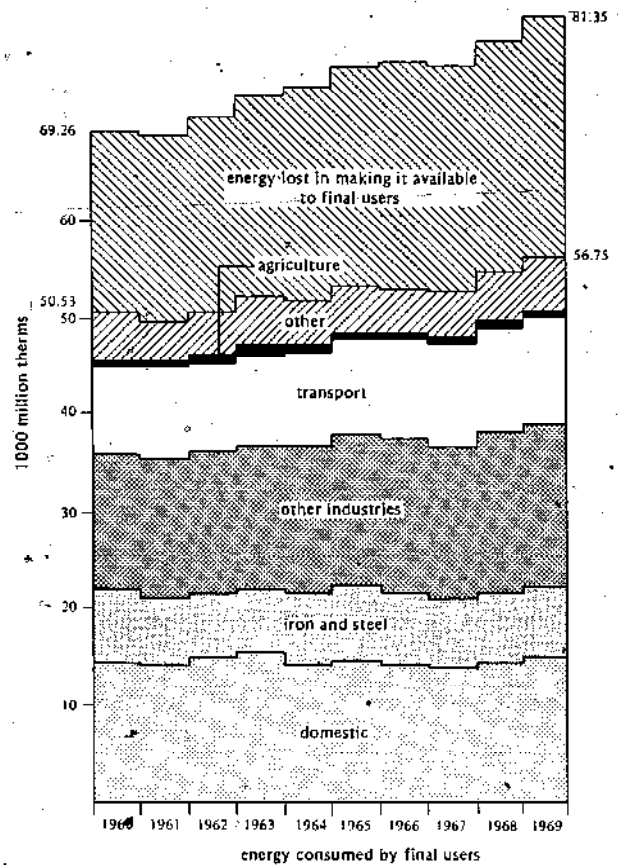 81.35
69.26
energy lost in making it available
to final users
60
agriculture
56.75
50.53
50
other
1000 million therms
transport
40
other industries
30
20
iron and steel
10
domestic
1960 1961 1962 1963 1964 1965 1966 1967 1968 1969
energy consumed by final users